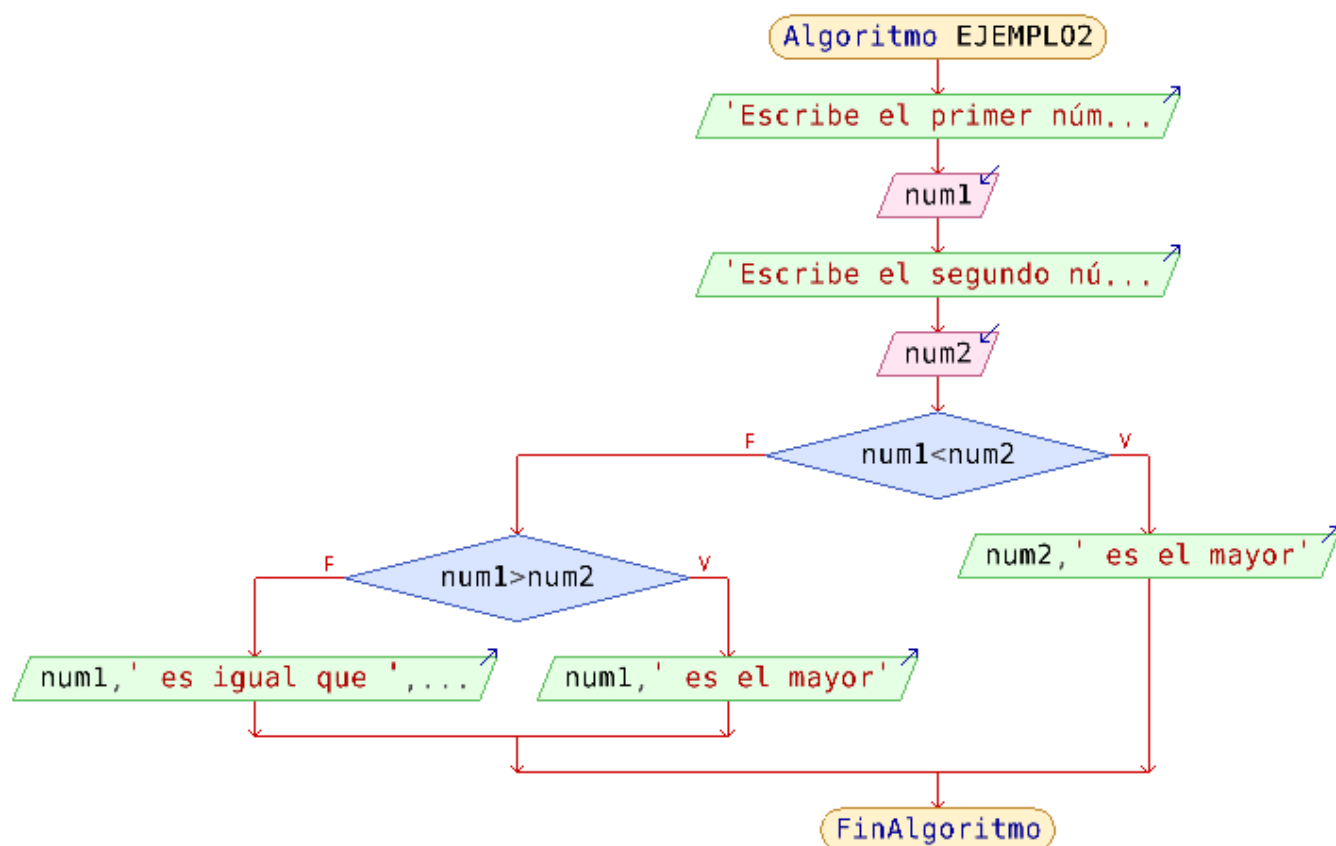 Algoritmo EJEMPLO2
'Escribe el primer núm...
num1
'Escribe el segundo nú...
num2
F
num1<num2
V
F
num1>num2
V
num2,' es el mayor'
num1,' es igual que ',...
num1,' es el mayor'
FinAlgoritmo